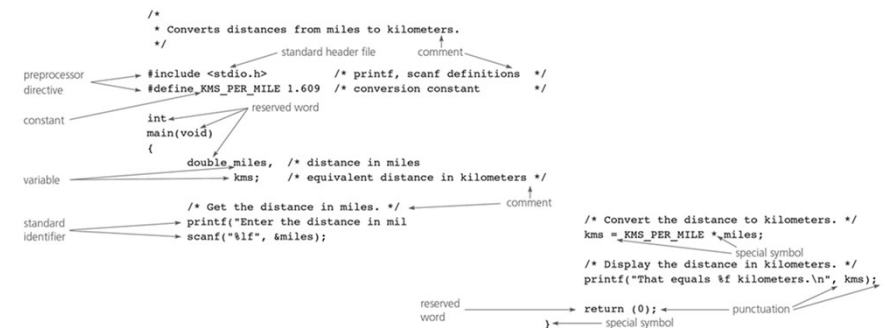 /*
* Converts distances from miles to kilometers.
*/
standard header file comment
preprocessor
directive
#include <stdio.h> /* printf, scanf definitions */
#define KMS_PER_MILE 1.609 /* conversion constant */
reserved word
constant
int
main(void)
{
double miles, /* distance in miles
variable
kms; /* equivalent distance in kilometers */
comment
/* Get the distance in miles. */
standard
identifier
printf("Enter the distance in mil
scanf("%lf", &miles);
/* Convert the distance to kilometers. */
kms = KMS_PER_MILE * miles;
special symbol
/* Display the distance in kilometers. */
printf("That equals %f kilometers.\n", kms);
reserved
word
return (0);
punctuation
}
special symbol